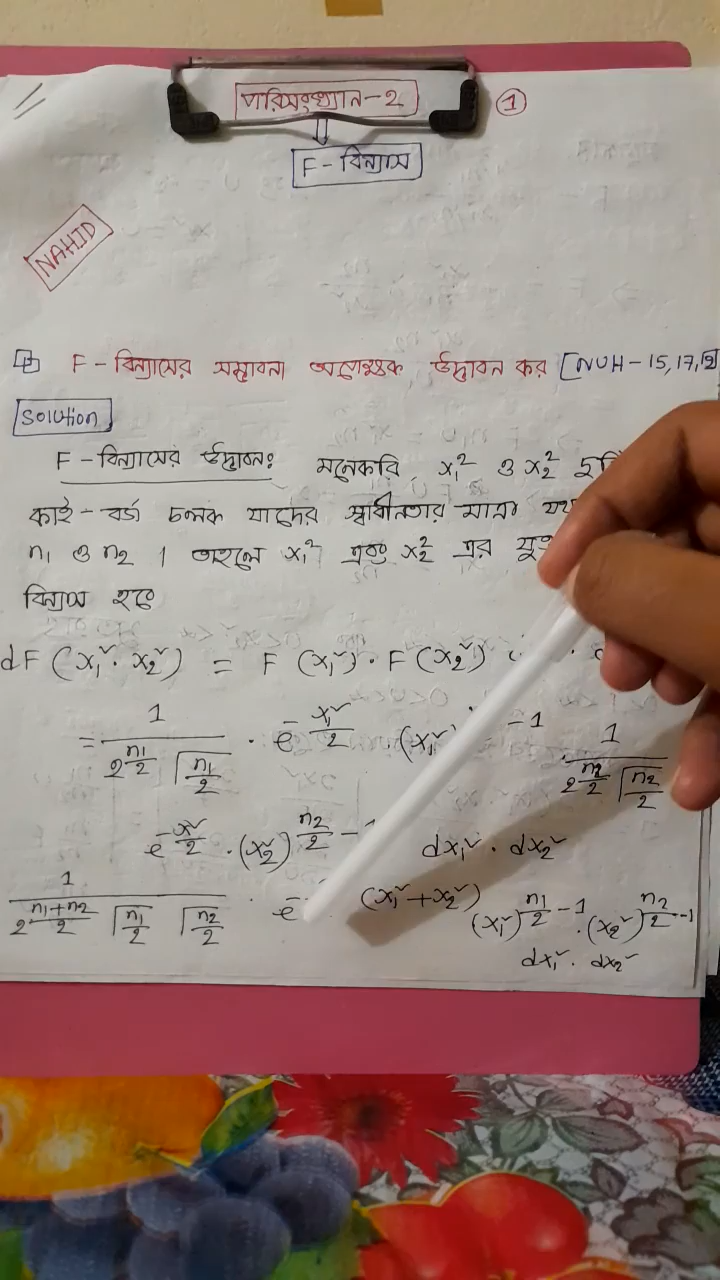 পরিসংখ্যান-২
①
F-বিন্যাস
NAHID
F-বিন্যাসের সম্ভাবনা অপেক্ষক উদ্ভাবন কর [NUH-15,17,19
Solution
F-বিন্যাসের উদ্ভাবনঃ মনেকরি, x₁² ও x₂²
কাই-বর্গ চলক যাদের স্বাধীনতার মাত্রা
n₁ ও n₂ । তাহলে x₁² এবং x₂² এর
বিন্যাস হবে
dF (x₁². x₂²) = F (x₁²). F (x₂²)
= 1/(2^(n₁/2) Γ(n₁/2)) . e^(-x₁²/2) . (x₁²) -1 . 1/(2^(n₂/2) Γ(n₂/2))
e^(-x²/2) . (x₂²)^(n₂/2 - 1) dx₁² . dx₂²
1/(2^((n₁+n₂)/2) Γ(n₁/2) Γ(n₂/2)) . e^- (x₁²+x₂²) (x₁²)^(n₁/2 - 1) . (x₂²)^(n₂/2 - 1)
dx₁² . dx₂²